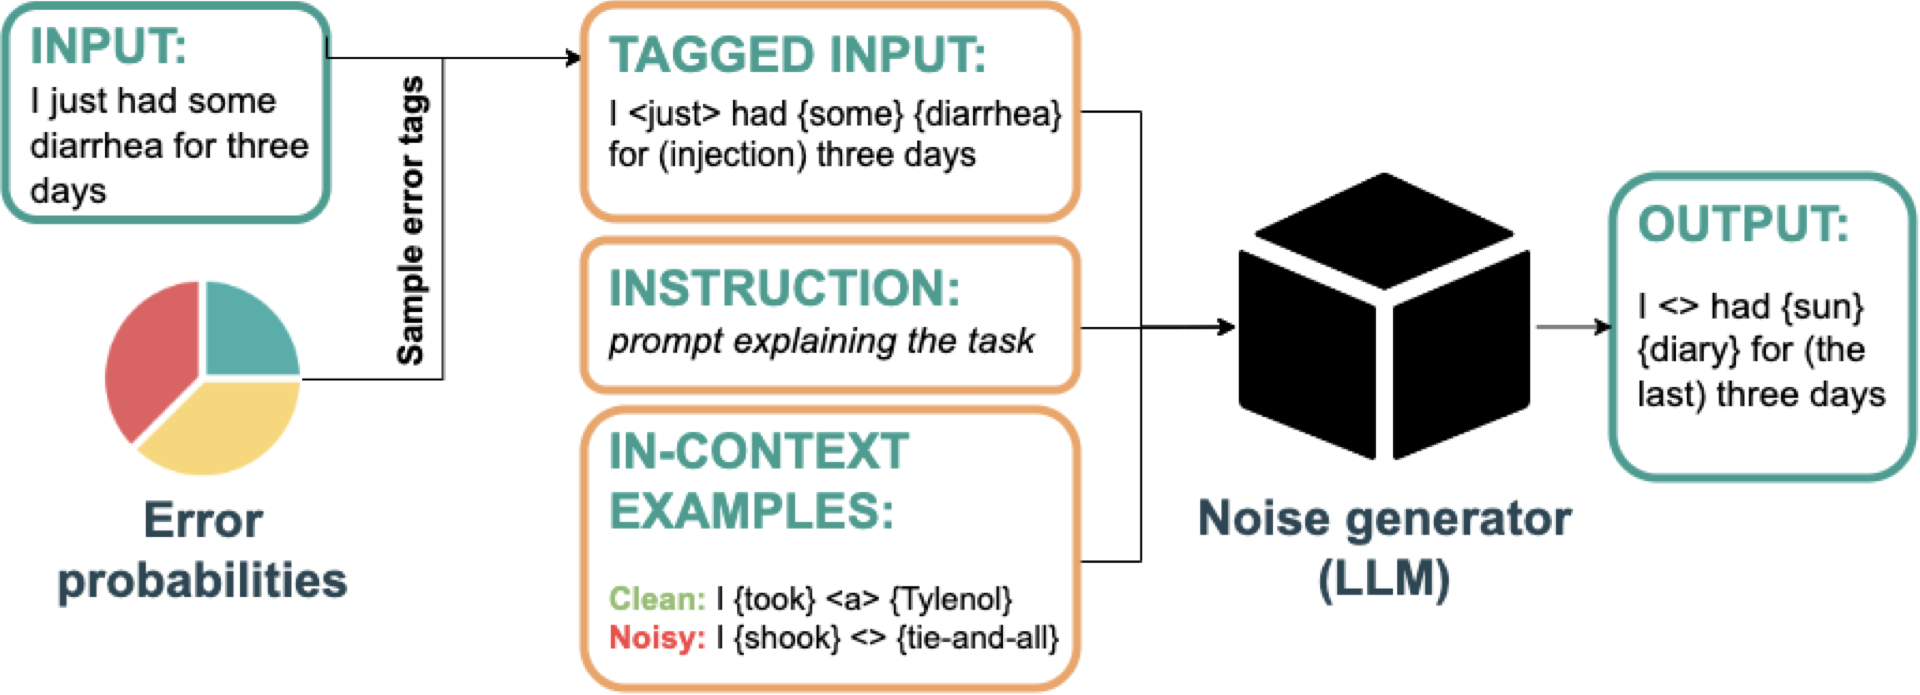 INPUT:
I just had some
diarrhea for three
days
Error
probabilities
Sample error tags
TAGGED INPUT:
I <just> had {some} {diarrhea}
for (injection) three days
INSTRUCTION:
prompt explaining the task
IN-CONTEXT
EXAMPLES:
Clean: I {took} <a> {Tylenol}
Noisy: I {shook} <> {tie-and-all}
Noise generator
(LLM)
OUTPUT:
I <> had {sun}
{diary} for (the
last) three days